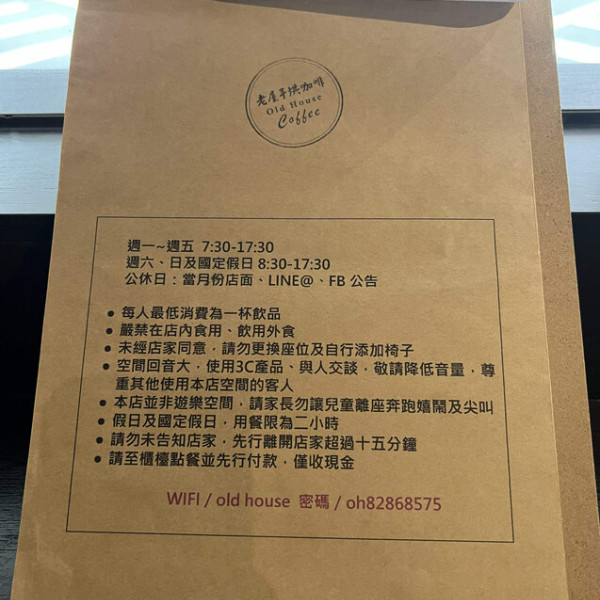 老屋手烘咖啡
Old House
Coffee
週一~週五 7:30-17:30
週六、日及國定假日 8:30-17:30
公休日：當月份店面、LINE@、FB 公告
● 每人最低消費為一杯飲品
● 嚴禁在店內食用、飲用外食
● 未經店家同意，請勿更換座位及自行添加椅子
● 空間回音大，使用3C產品、與人交談，敬請降低音量，尊
重其他使用本店空間的客人
● 本店並非遊樂空間，請家長勿讓兒童離座奔跑嬉鬧及尖叫
● 假日及國定假日，用餐限為二小時
● 請勿未告知店家，先行離開店家超過十五分鐘
● 請至櫃檯點餐並先行付款，僅收現金
WIFI / old house 密碼 / oh82868575